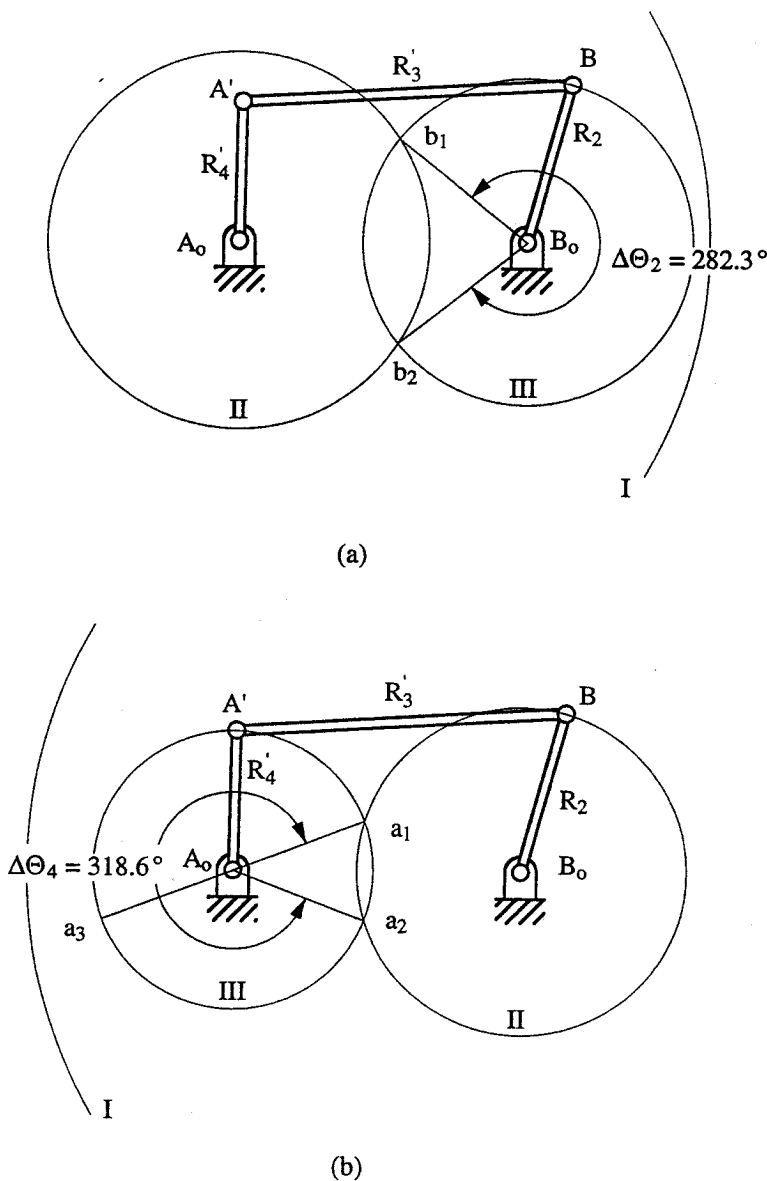 B
R'3
A'
b1
R2
R'4
Ao
Bo
ΔΘ2 = 282.3°
b2
II
III
I
(a)
A'
R'3
B
R'4
R2
a1
ΔΘ4 = 318.6°
Ao
Bo
a3
a2
III
II
I
(b)